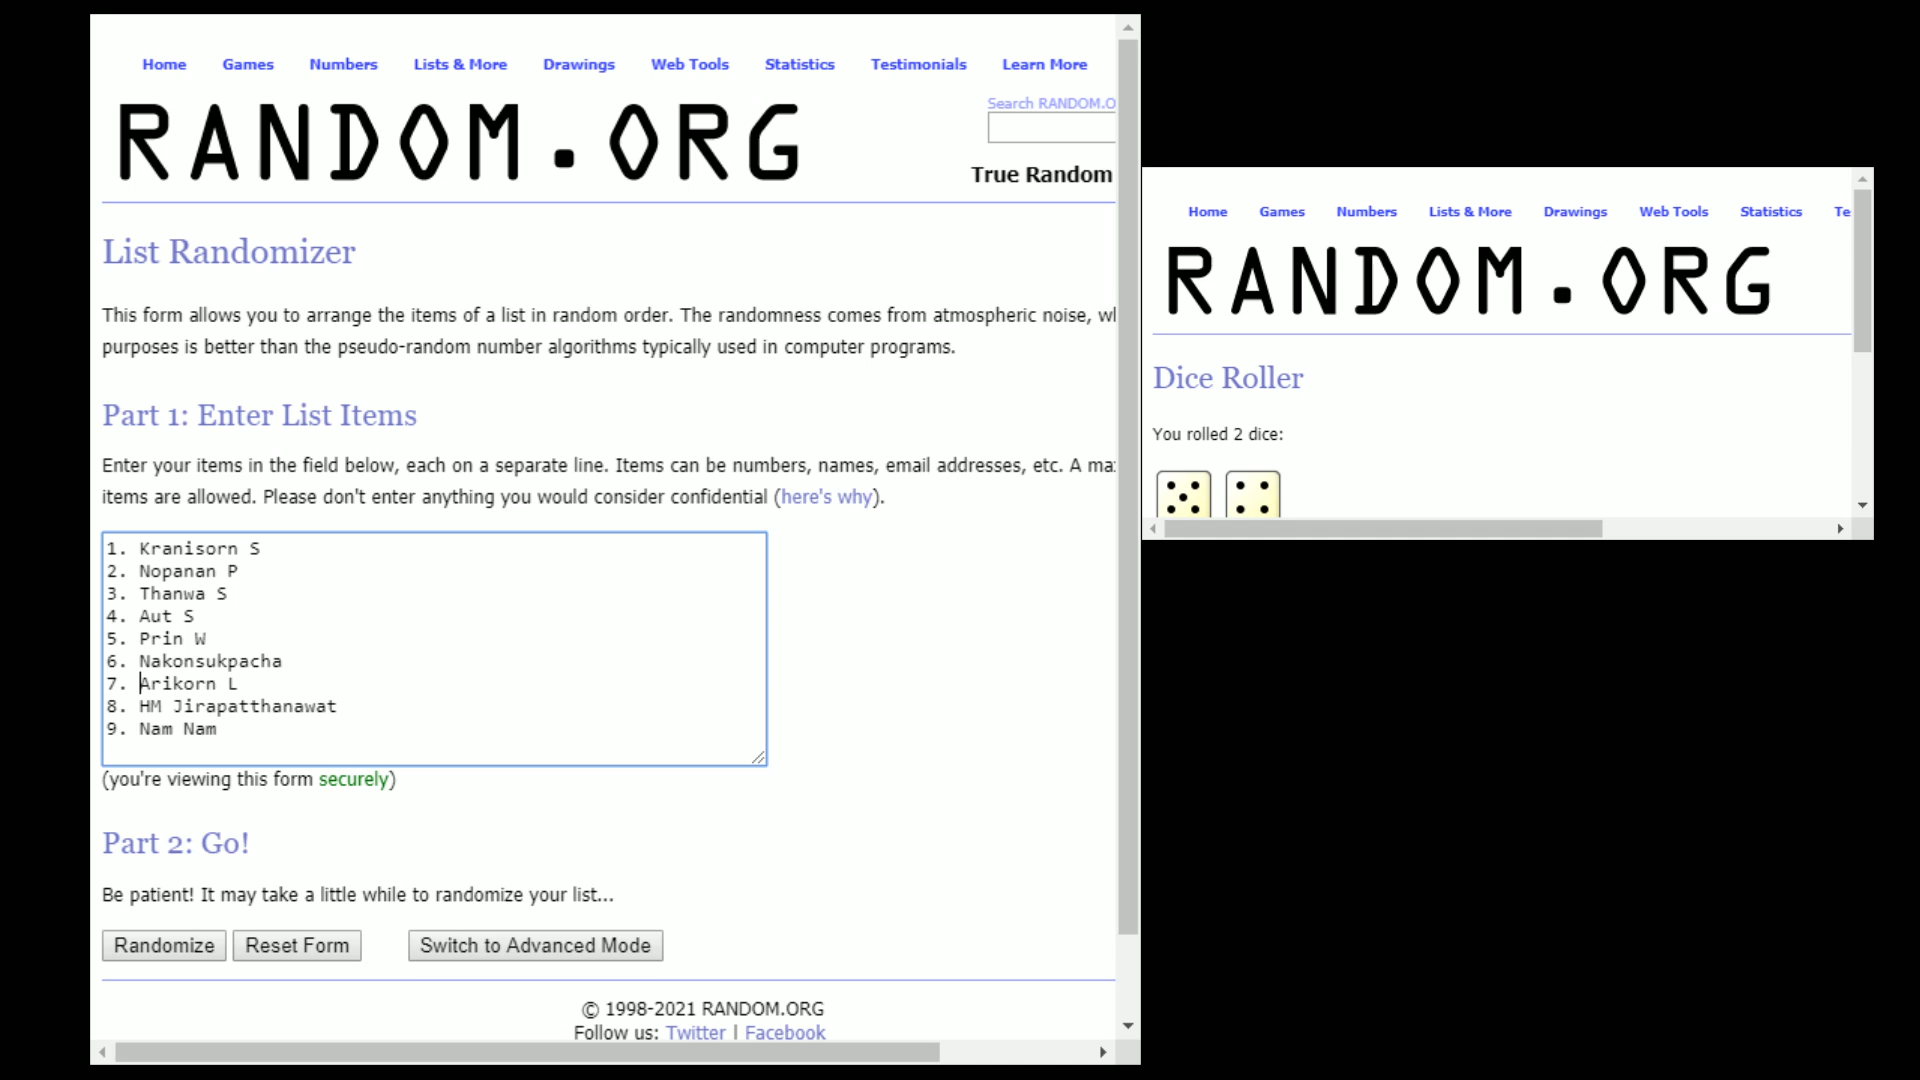 Home Games Numbers Lists & More Drawings Web Tools Statistics Testimonials Learn More
RANDOM.ORG
Search RANDOM.O
True Random
List Randomizer
This form allows you to arrange the items of a list in random order. The randomness comes from atmospheric noise, wh
purposes is better than the pseudo-random number algorithms typically used in computer programs.
Part 1: Enter List Items
Enter your items in the field below, each on a separate line. Items can be numbers, names, email addresses, etc. A ma
items are allowed. Please don't enter anything you would consider confidential (here's why).
1. Kranisorn S
2. Nopanan P
3. Thanwa S
4. Aut S
5. Prin W
6. Nakonsukpacha
7. Arikorn L
8. HM Jirapatthanawat
9. Nam Nam
(you're viewing this form securely)
Part 2: Go!
Be patient! It may take a little while to randomize your list...
Randomize Reset Form Switch to Advanced Mode
© 1998-2021 RANDOM.ORG
Follow us: Twitter | Facebook
Home Games Numbers Lists & More Drawings Web Tools Statistics Te
RANDOM.ORG
Dice Roller
You rolled 2 dice: